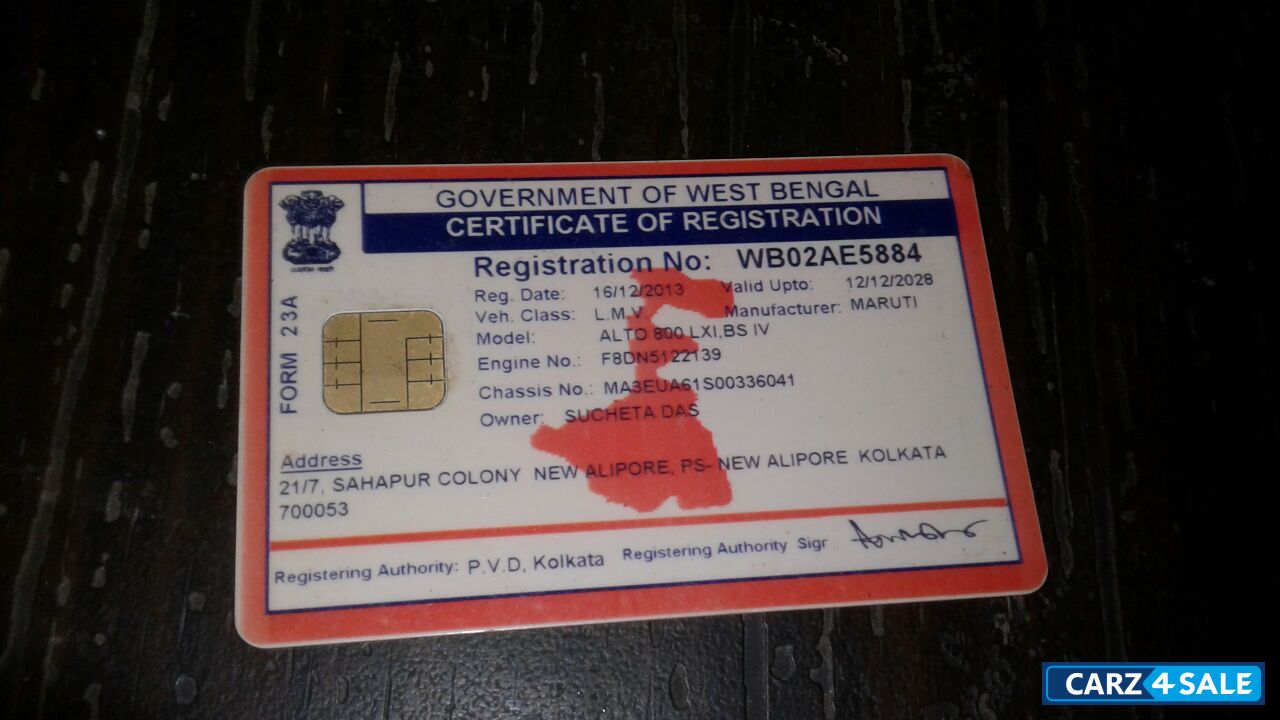 GOVERNMENT OF WEST BENGAL
CERTIFICATE OF REGISTRATION
Registration No: WB02AE5884
Reg. Date: 16/12/2013 Valid Upto: 12/12/2028
Veh. Class: L.M.V. Manufacturer: MARUTI
Model: ALTO 800 LXI,BS IV
Engine No.: F8DN5122139
Chassis No.: MA3EUA61S00336041
Owner: SUCHETA DAS
FORM 23A
Address
21/7, SAHAPUR COLONY NEW ALIPORE, PS- NEW ALIPORE KOLKATA
700053
Registering Authority: P.V.D, Kolkata Registering Authority Sigr
CARZ4SALE